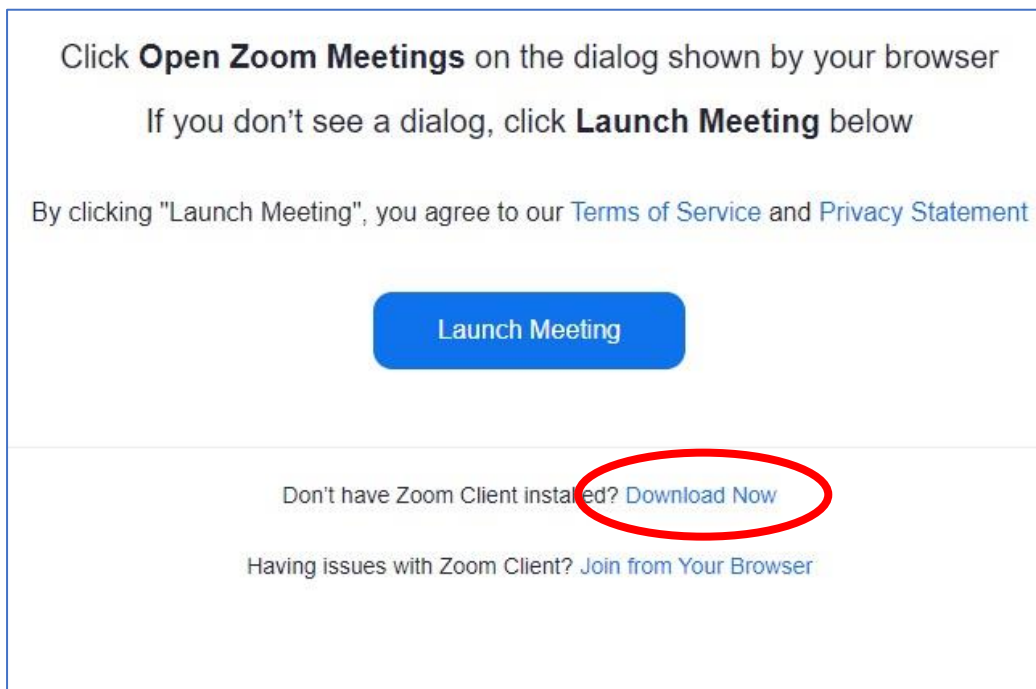 Click Open Zoom Meetings on the dialog shown by your browser
If you don’t see a dialog, click Launch Meeting below
By clicking "Launch Meeting", you agree to our Terms of Service and Privacy Statement
Launch Meeting
Don’t have Zoom Client installed? Download Now
Having issues with Zoom Client? Join from Your Browser